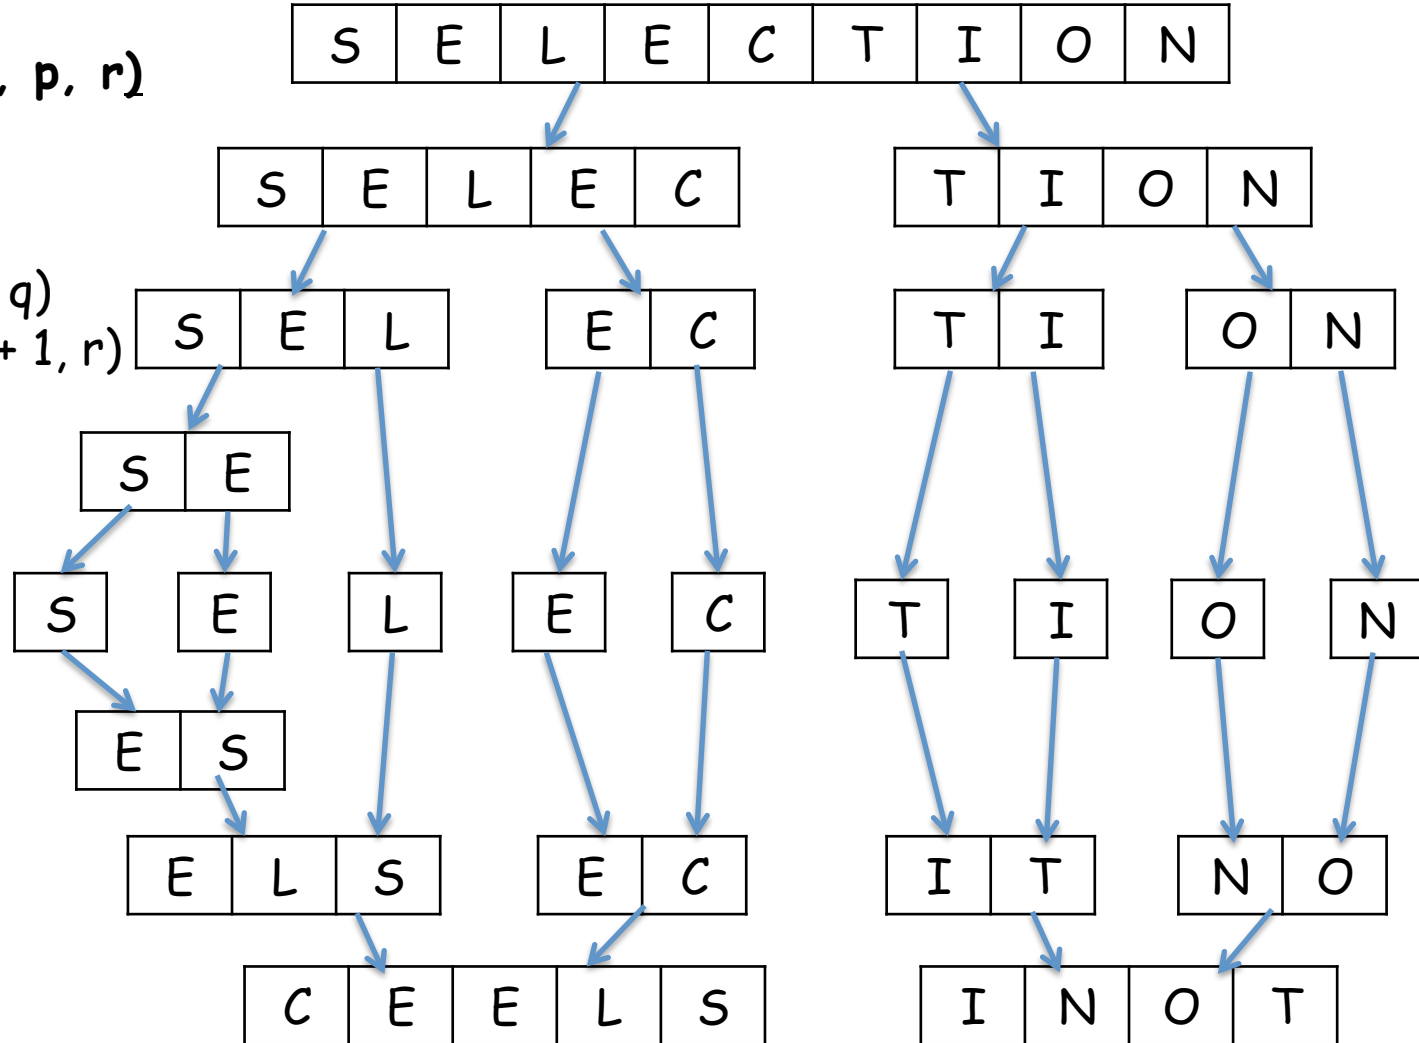 S E L E C T I O N
, p, r)
S E L E C T I O N
q)
+ 1, r)
S E L E C T I O N
S E
S E L E C T I O N
E S
E L S E C I T N O
C E E L S I N O T